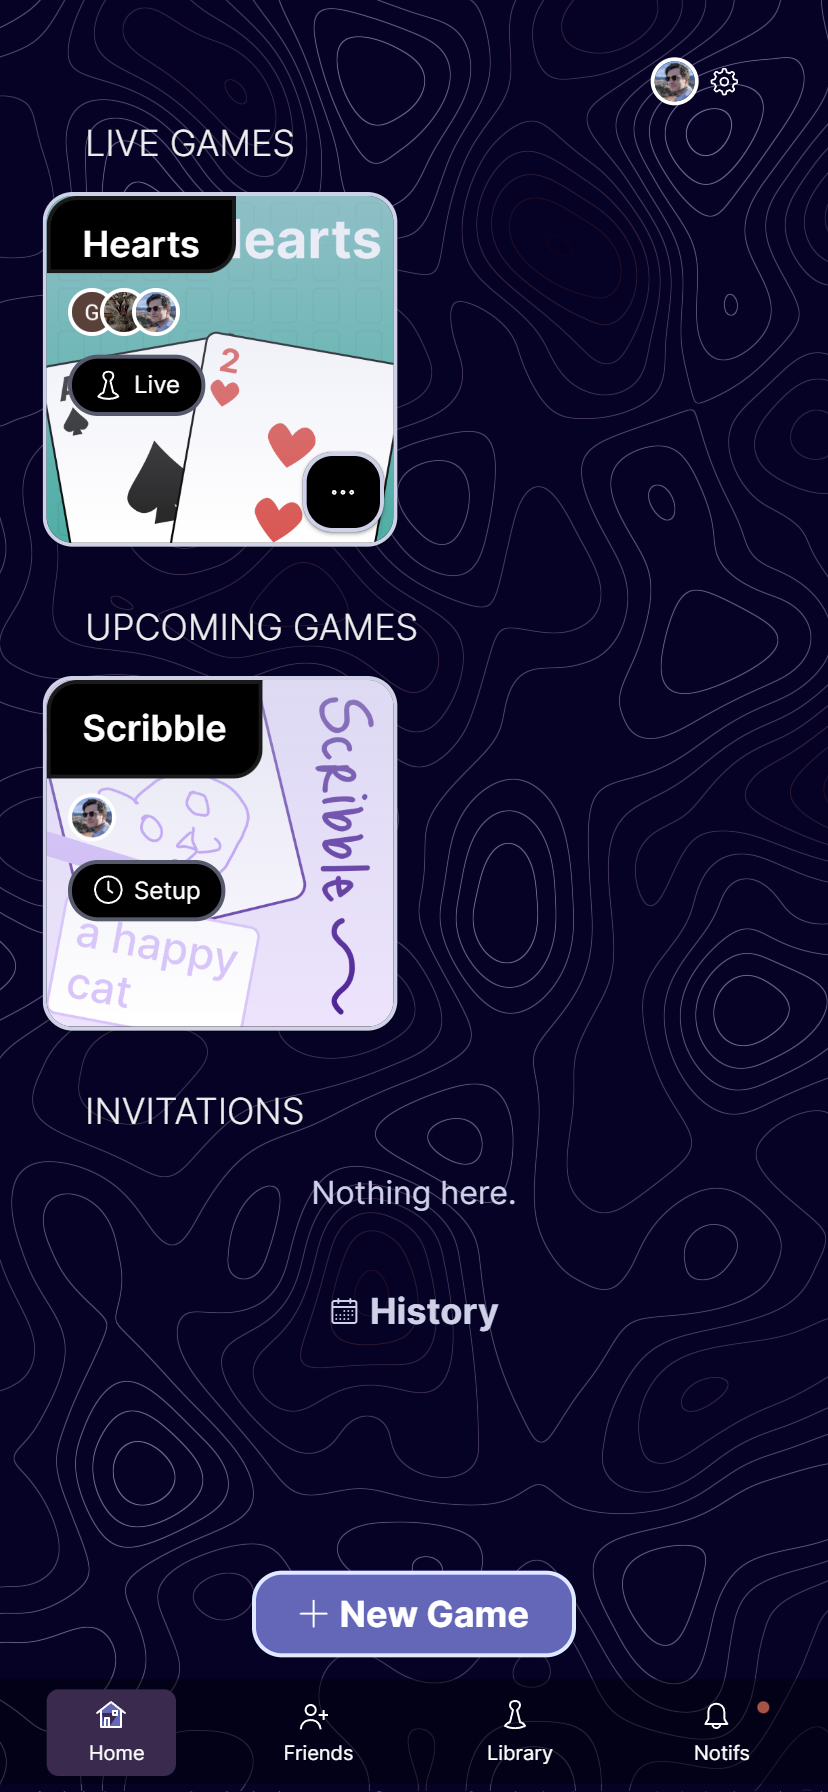 LIVE GAMES
Hearts
earts
G
2
Live
UPCOMING GAMES
Scribble
Scribble
Setup
a happy
cat
INVITATIONS
Nothing here.
History
New Game
Home
Friends
Library
Notifs